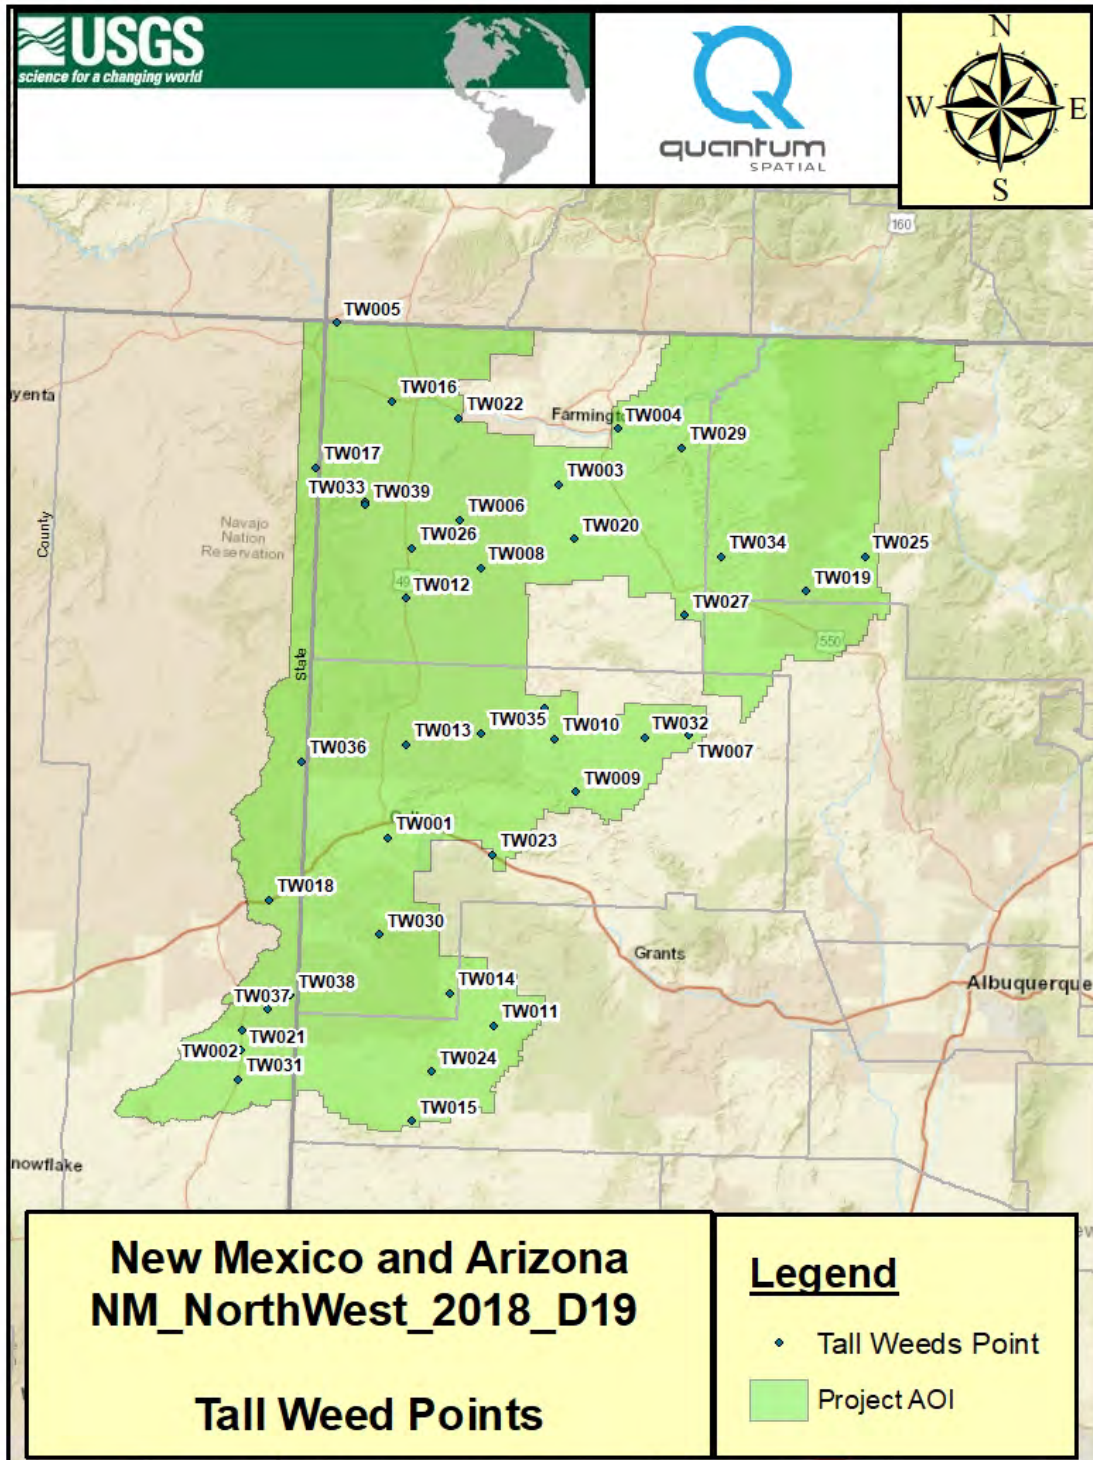 USGS
science for a changing world
quantum
SPATIAL
N
W
E
S
160
TW005
yenta
TW016
TW022
Farmingt
TW004
TW029
TW017
TW003
TW033
TW039
TW006
Navajo
Nation
Reservation
County
TW020
TW026
TW034
TW025
TW008
49
TW012
TW019
TW027
550
State
TW035
TW013
TW010
TW032
TW036
TW007
TW009
TW001
TW023
TW018
TW030
Grants
TW038
TW014
TW037
Albuquerque
TW011
TW021
TW002
TW024
TW031
TW015
nowflake
New Mexico and Arizona
NM_NorthWest_2018_D19
Tall Weed Points
Legend
Tall Weeds Point
Project AOI